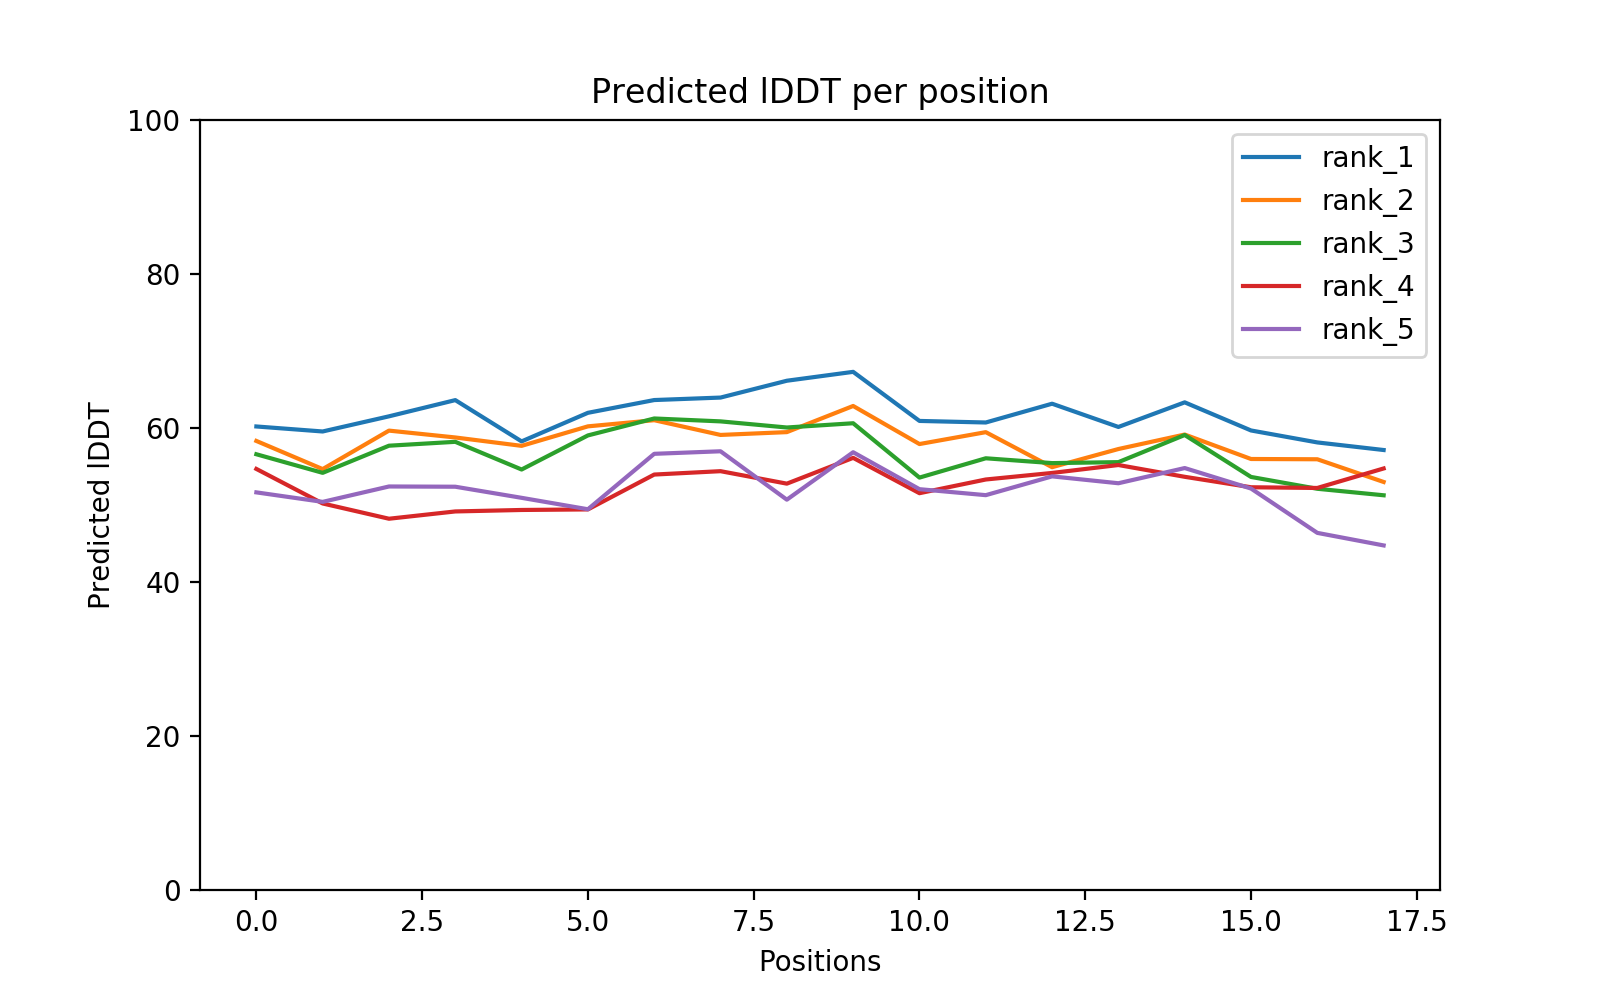 Predicted lDDT per position
100
80
60
40
20
0
Predicted lDDT
rank_1
rank_2
rank_3
rank_4
rank_5
0.0 2.5 5.0 7.5 10.0 12.5 15.0 17.5
Positions